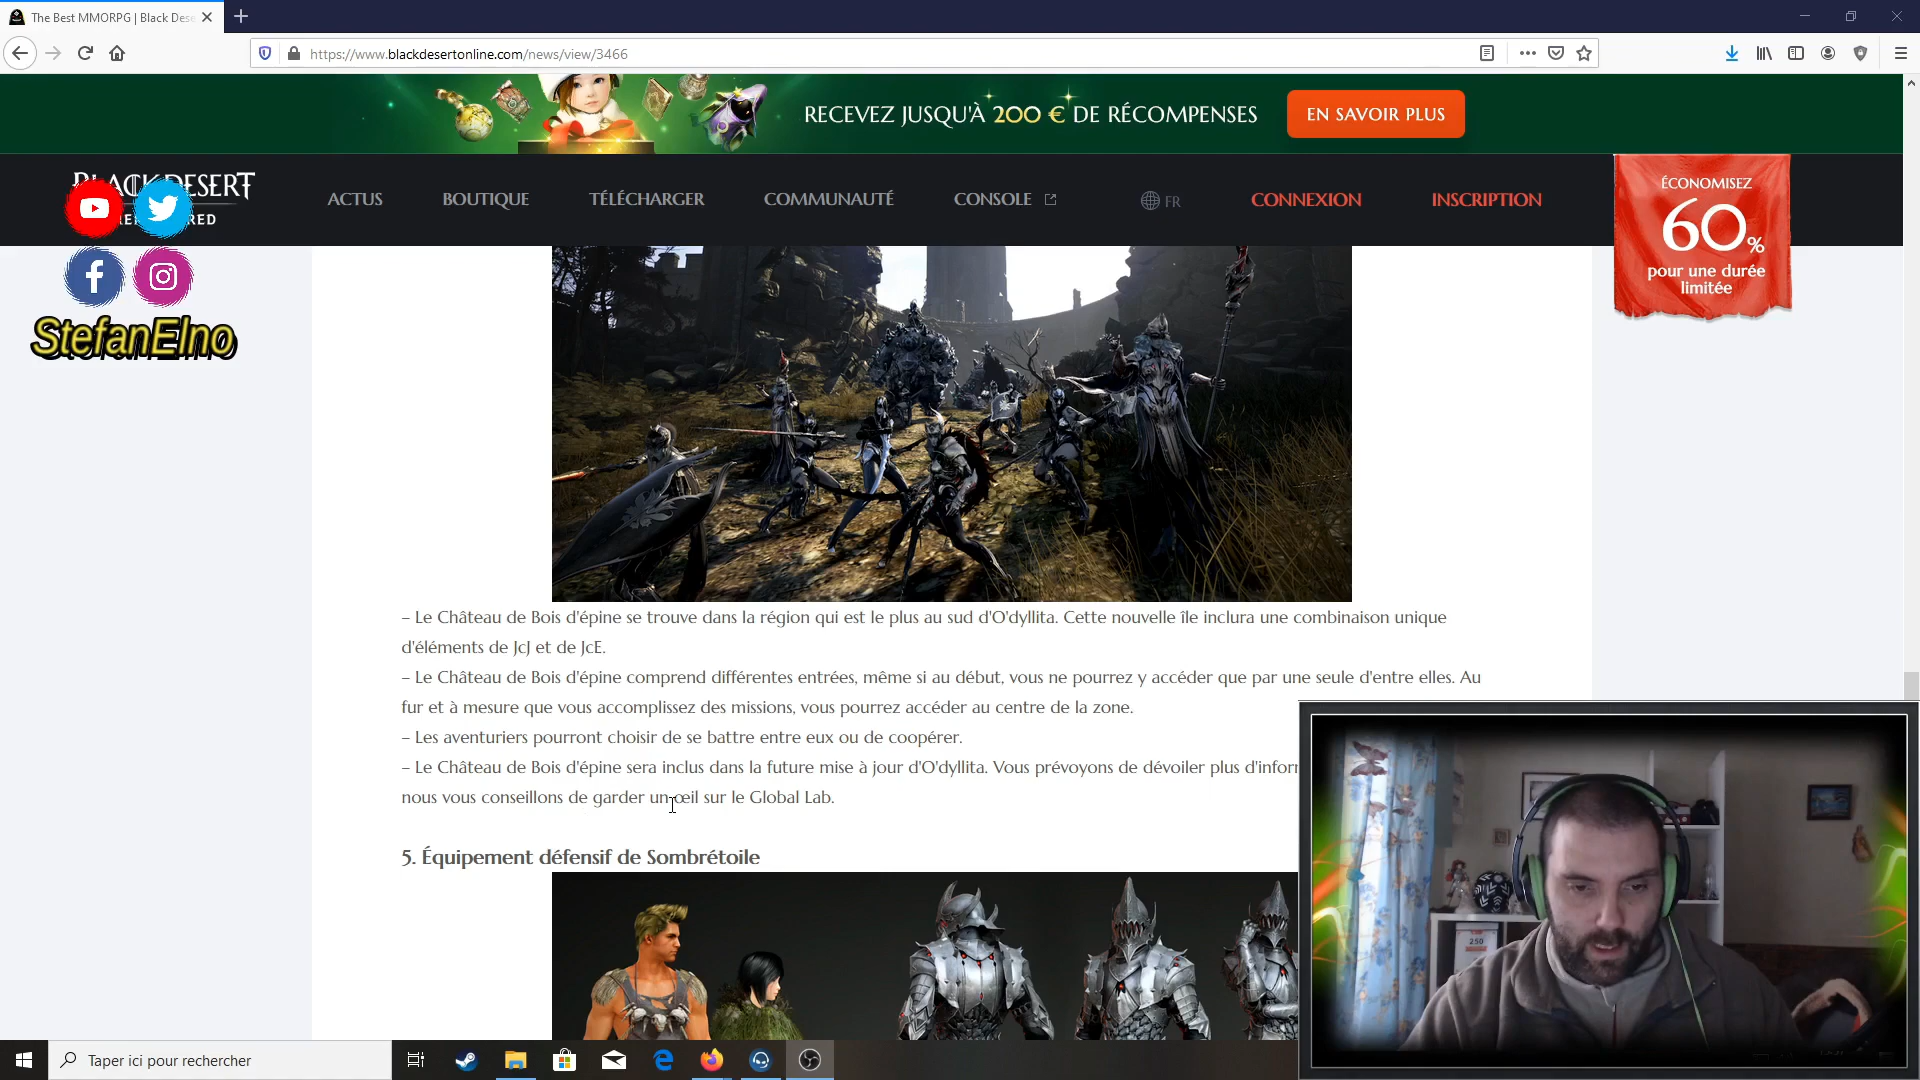 The Best MMORPG | Black Dese
https://www.blackdesertonline.com/news/view/3466
RECEVEZ JUSQU'À 200 € DE RÉCOMPENSES
EN SAVOIR PLUS
BLACK DESERT
RED
ACTUS
BOUTIQUE
TÉLÉCHARGER
COMMUNAUTÉ
CONSOLE
FR
CONNEXION
INSCRIPTION
ÉCONOMISEZ
60%
pour une durée
limitée
StefanElno
– Le Château de Bois d'épine se trouve dans la région qui est le plus au sud d'O'dyllita. Cette nouvelle île inclura une combinaison unique
d'éléments de JcJ et de JcE.
– Le Château de Bois d'épine comprend différentes entrées, même si au début, vous ne pourrez y accéder que par une seule d'entre elles. Au
fur et à mesure que vous accomplissez des missions, vous pourrez accéder au centre de la zone.
– Les aventuriers pourront choisir de se battre entre eux ou de coopérer.
– Le Château de Bois d'épine sera inclus dans la future mise à jour d'O'dyllita. Vous prévoyons de dévoiler plus d'infor
nous vous conseillons de garder un œil sur le Global Lab.
5. Équipement défensif de Sombrétoile
250
Taper ici pour rechercher